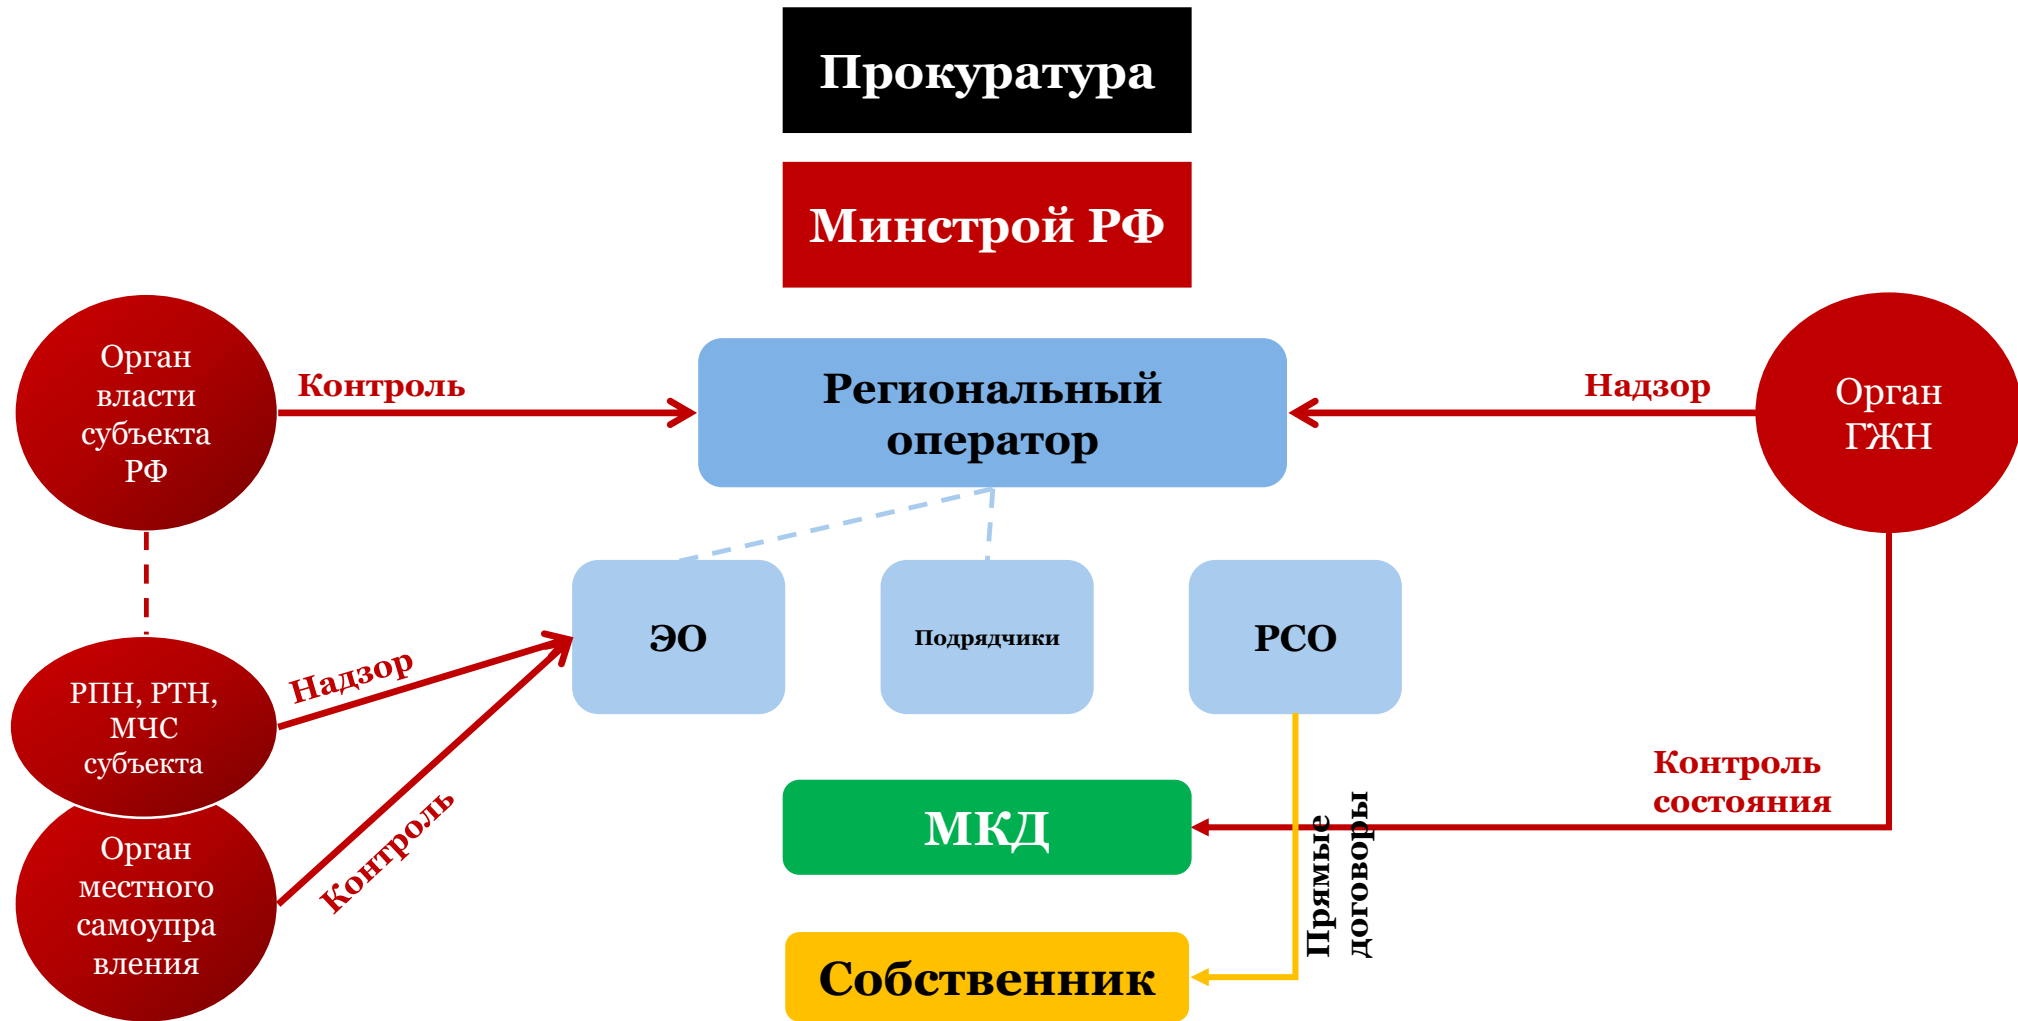 Прокуратура
Минстрой РФ
Орган
власти
субъекта
РФ
Контроль
Региональный
оператор
Надзор
Орган
ГЖН
ЭО
Подрядчики
РСО
РПН, РТН,
МЧС
субъекта
Надзор
Контроль
Орган
местного
самоупра
вления
МКД
Контроль
состояния
Прямые
договоры
Собственник